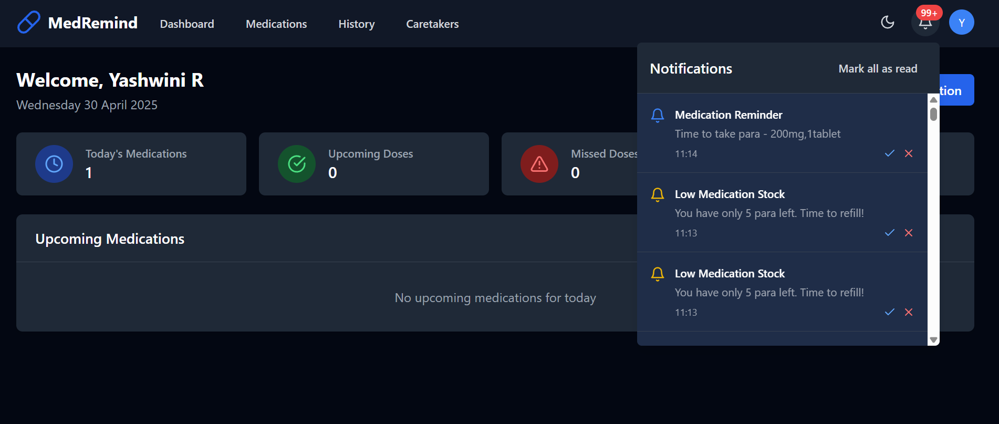 MedRemind
Dashboard
Medications
History
Caretakers
99+
Y
Welcome, Yashwini R
Wednesday 30 April 2025
Today's Medications
1
Upcoming Doses
0
Missed Doses
0
Upcoming Medications
No upcoming medications for today
Notifications
Mark all as read
Medication Reminder
Time to take para - 200mg,1tablet
11:14
Low Medication Stock
You have only 5 para left. Time to refill!
11:13
Low Medication Stock
You have only 5 para left. Time to refill!
11:13